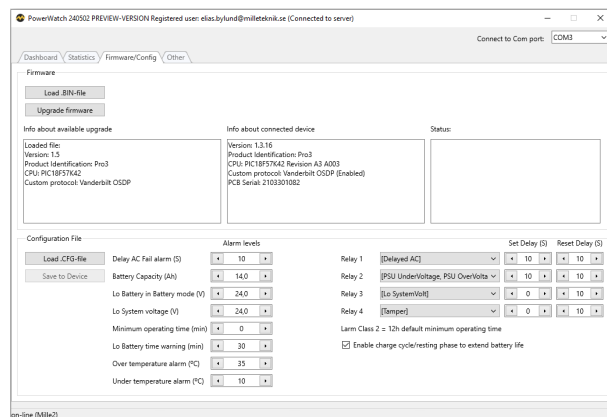 PowerWatch 240502 PREVIEW-VERSION Registered user: elias.bylund@milleteknik.se (Connected to server)
Connect to Com port: COM3
Dashboard Statistics Firmware/Config Other
Firmware
Load .BIN-file
Upgrade firmware
Info about available upgrade Info about connected device Status:
Loaded file: Version: 1.3.16
Version: 1.5 Product Identification: Pro3
Product Identification: Pro3 CPU: PIC18F57K42 Revision A3 A003
CPU: PIC18F57K42 Custom protocol: Vanderbilt OSDP (Enabled)
Custom protocol: Vanderbilt OSDP PCB Serial: 2103301082
Configuration File
Alarm levels Set Delay (S) Reset Delay (S)
Load .CFG-file Delay AC Fail alarm (S) 10 Relay 1 [Delayed AC] 10 10
Save to Device Battery Capacity (Ah) 14,0 Relay 2 [PSU UnderVoltage, PSU OverVolta 10 10
Lo Battery in Battery mode (V) 24,0 Relay 3 [Lo SystemVolt] 0 10
Lo System voltage (V) 24,0 Relay 4 [Tamper] 0 10
Minimum operating time (min) 0 Larm Class 2 = 12h default minimum operating time
Lo Battery time warning (min) 30 Enable charge cycle/resting phase to extend battery life
Over temperature alarm (ºC) 35
Under temperature alarm (ºC) 10
on-line (Mille2)